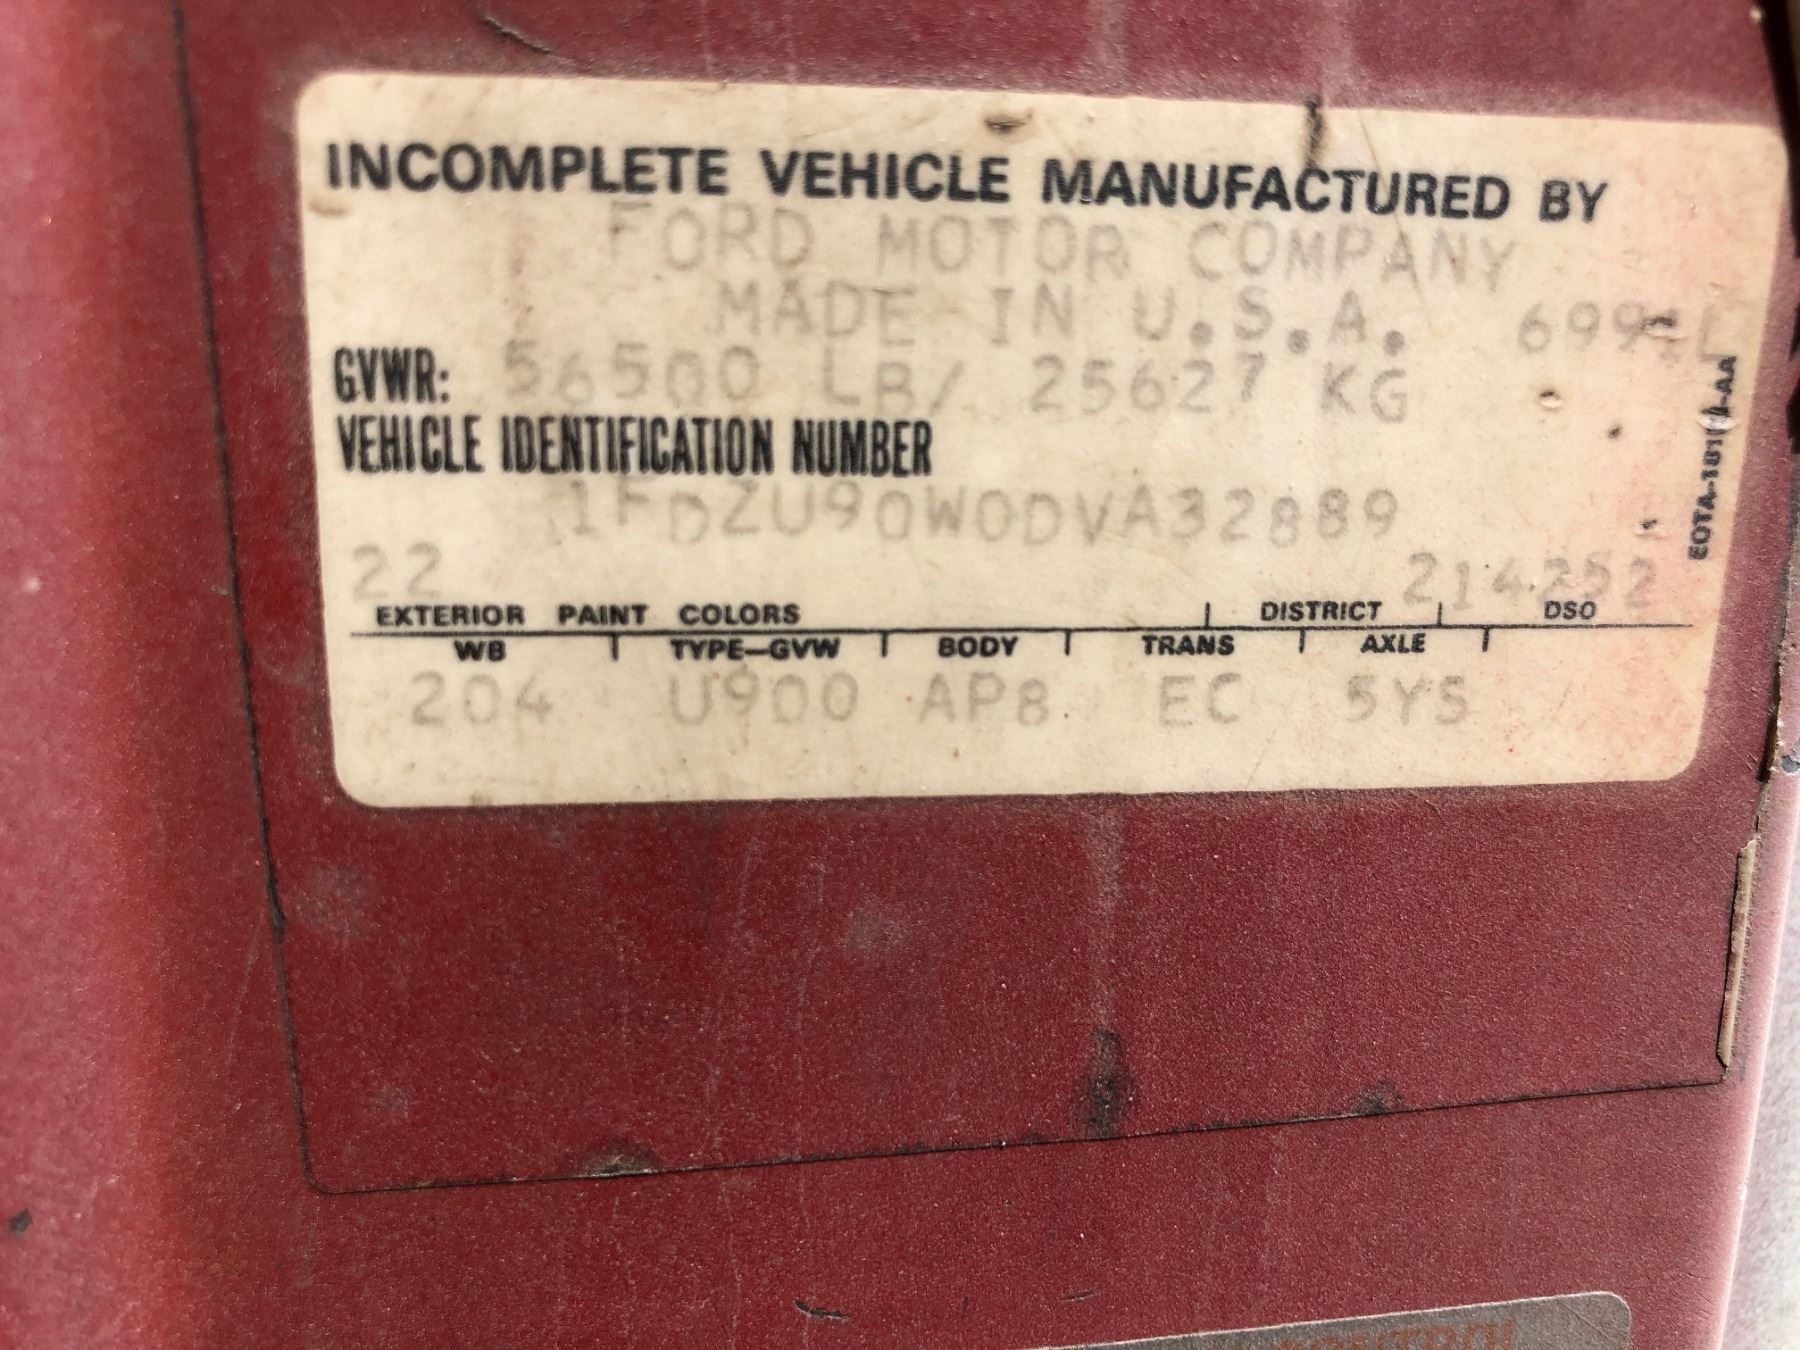 INCOMPLETE VEHICLE MANUFACTURED BY
FORD MOTOR COMPANY
MADE IN U.S.A.
GVWR: 56500 LB/ 25627 KG
VEHICLE IDENTIFICATION NUMBER
1FDZU90W0DVA32889
22 214252
EXTERIOR PAINT COLORS DISTRICT DSO
WB TYPE—GVW BODY TRANS AXLE
204 U900 AP8 EC 5Y5